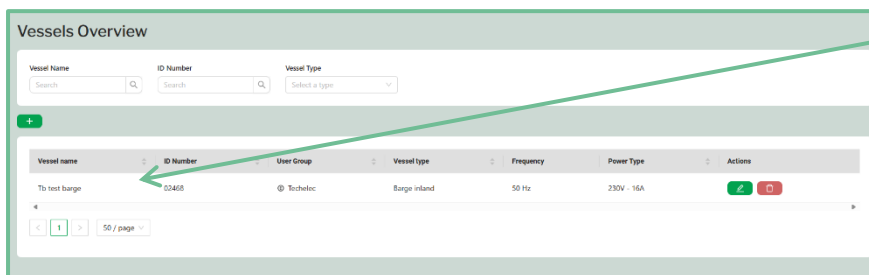 Vessels Overview
Vessel Name ID Number Vessel Type
Search Search Select a type
+
Vessel name ID Number User Group Vessel type Frequency Power Type Actions
Tb test barge 02468 Techelec Barge inland 50 Hz 230V - 16A
< 1 > 50 / page